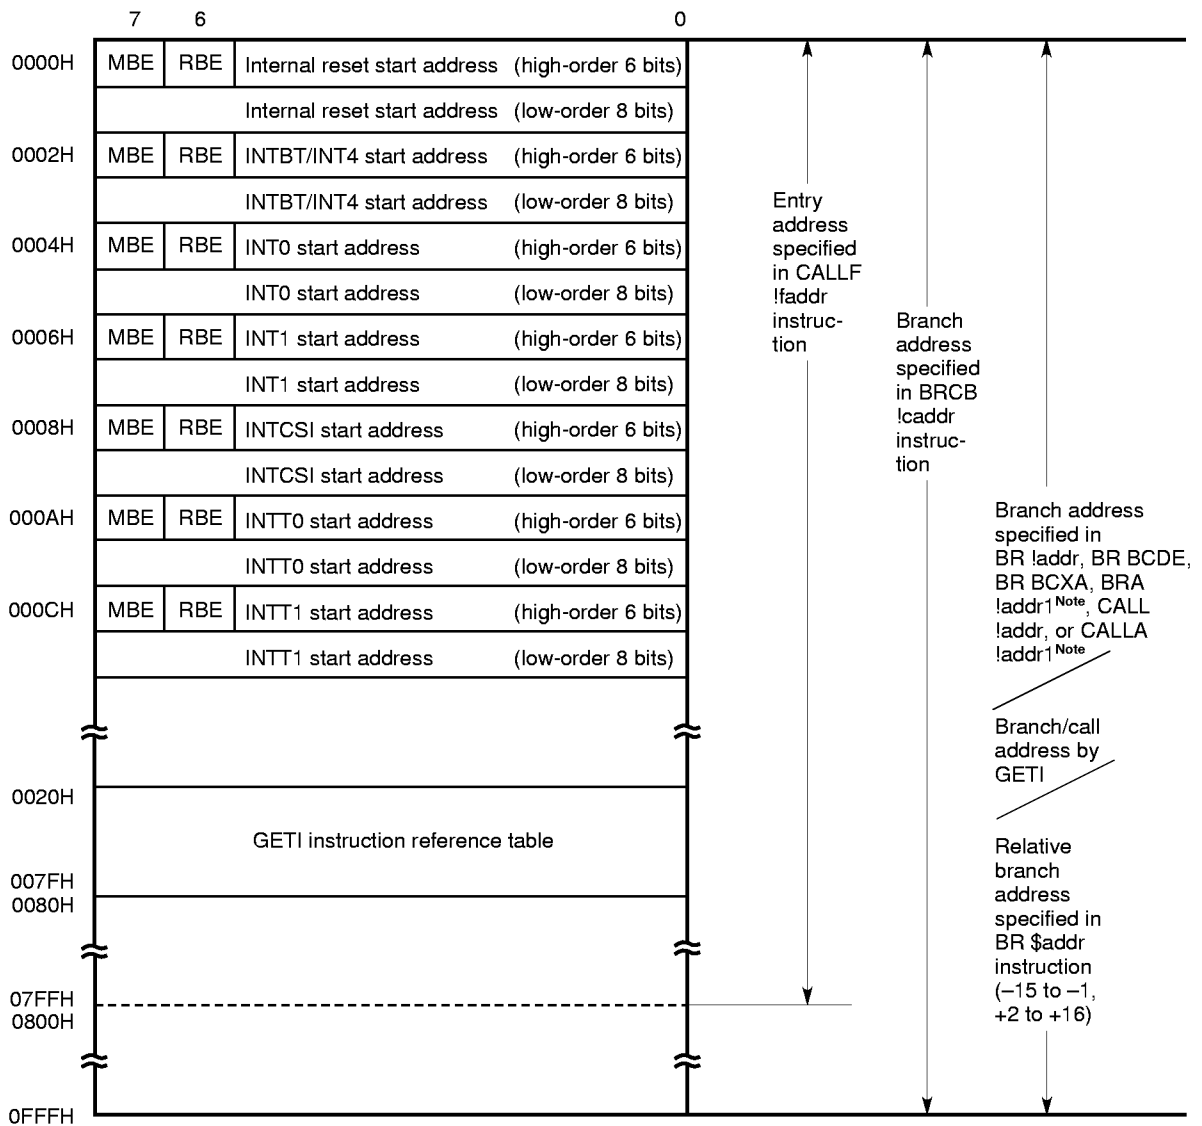 7 6 0
0000H MBE RBE Internal reset start address (high-order 6 bits)
Internal reset start address (low-order 8 bits)
0002H MBE RBE INTBT/INT4 start address (high-order 6 bits)
INTBT/INT4 start address (low-order 8 bits)
0004H MBE RBE INT0 start address (high-order 6 bits)
INT0 start address (low-order 8 bits)
0006H MBE RBE INT1 start address (high-order 6 bits)
INT1 start address (low-order 8 bits)
0008H MBE RBE INTCSI start address (high-order 6 bits)
INTCSI start address (low-order 8 bits)
000AH MBE RBE INTT0 start address (high-order 6 bits)
INTT0 start address (low-order 8 bits)
000CH MBE RBE INTT1 start address (high-order 6 bits)
INTT1 start address (low-order 8 bits)
0020H
GETI instruction reference table
007FH
0080H
07FFH
0800H
0FFFH
Entry
address
specified
in CALLF
!faddr
instruc-
tion
Branch
address
specified
in BRCB
!caddr
instruc-
tion
Branch address
specified in
BR !addr, BR BCDE,
BR BCXA, BRA
!addr1Note, CALL
!addr, or CALLA
!addr1Note
Branch/call
address by
GETI
Relative
branch
address
specified in
BR $addr
instruction
(–15 to –1,
+2 to +16)